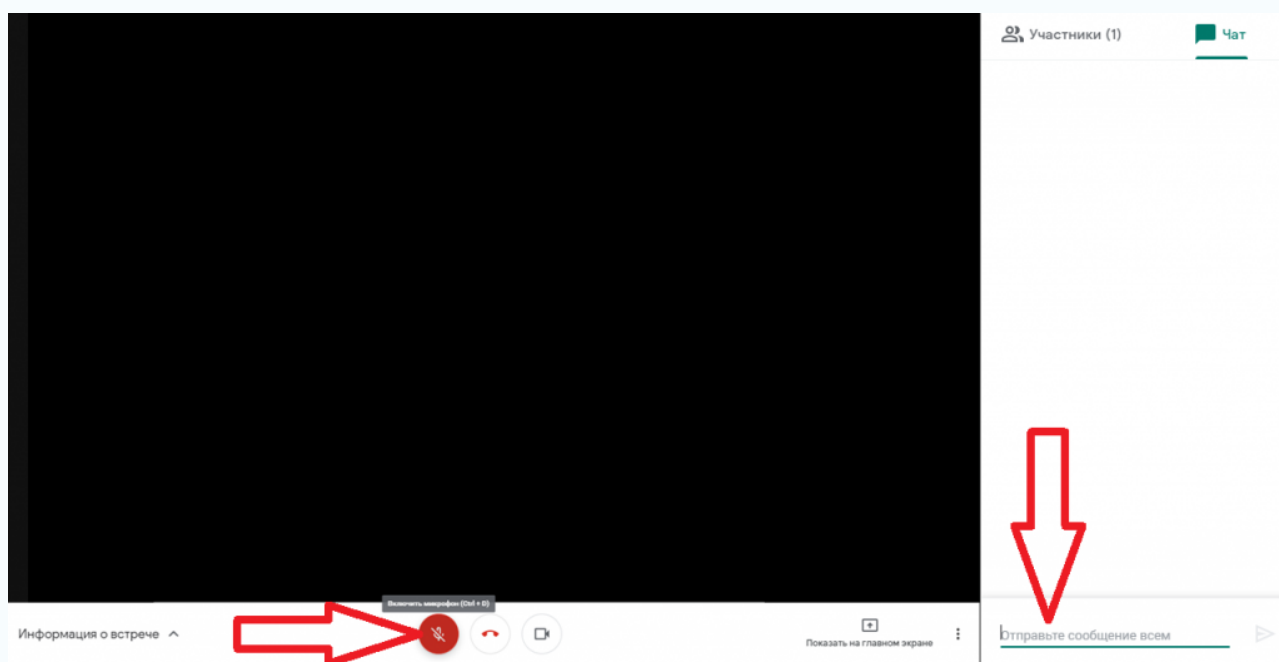 Участники (1)
Чат
Включить микрофон (Ctrl + D)
Информация о встрече
Показать на главном экране
Отправьте сообщение всем